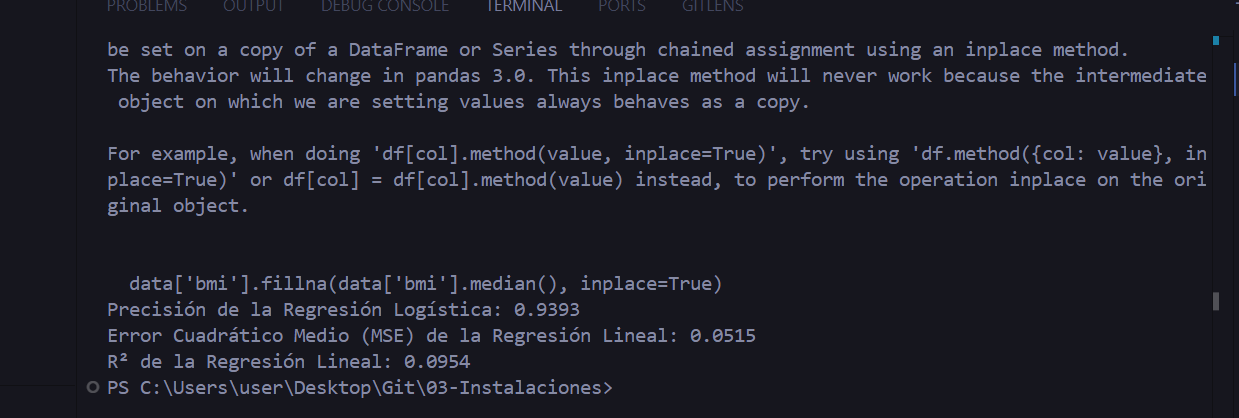 PROBLEMS OUTPUT DEBUG CONSOLE TERMINAL PORTS GITLENS
be set on a copy of a DataFrame or Series through chained assignment using an inplace method.
The behavior will change in pandas 3.0. This inplace method will never work because the intermediate
object on which we are setting values always behaves as a copy.
For example, when doing 'df[col].method(value, inplace=True)', try using 'df.method({col: value}, in
place=True)' or df[col] = df[col].method(value) instead, to perform the operation inplace on the ori
ginal object.
data['bmi'].fillna(data['bmi'].median(), inplace=True)
Precisión de la Regresión Logística: 0.9393
Error Cuadrático Medio (MSE) de la Regresión Lineal: 0.0515
R² de la Regresión Lineal: 0.0954
PS C:\Users\user\Desktop\Git\03-Instalaciones>